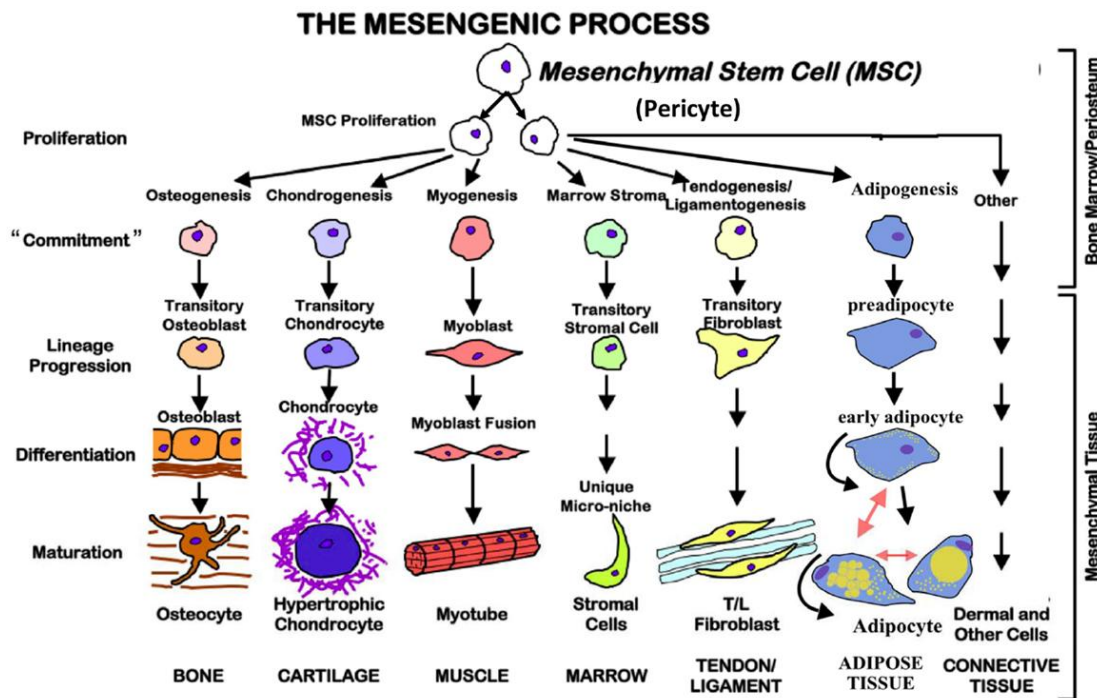 THE MESENGENIC PROCESS
Mesenchymal Stem Cell (MSC)
(Pericyte)
MSC Proliferation
Proliferation
Osteogenesis
Chondrogenesis
Myogenesis
Marrow Stroma
Tendogenesis/
Ligamentogenesis
Adipogenesis
Other
Bone Marrow/Periosteum
“Commitment”
Transitory
Osteoblast
Transitory
Chondrocyte
Myoblast
Transitory
Stromal Cell
Transitory
Fibroblast
preadipocyte
Lineage
Progression
Osteoblast
Chondrocyte
Myoblast Fusion
early adipocyte
Differentiation
Unique
Micro-niche
Mesenchymal Tissue
Maturation
Osteocyte
Hypertrophic
Chondrocyte
Myotube
Stromal
Cells
T/L
Fibroblast
Adipocyte
Dermal and
Other Cells
BONE
CARTILAGE
MUSCLE
MARROW
TENDON/
LIGAMENT
ADIPOSE
TISSUE
CONNECTIVE
TISSUE